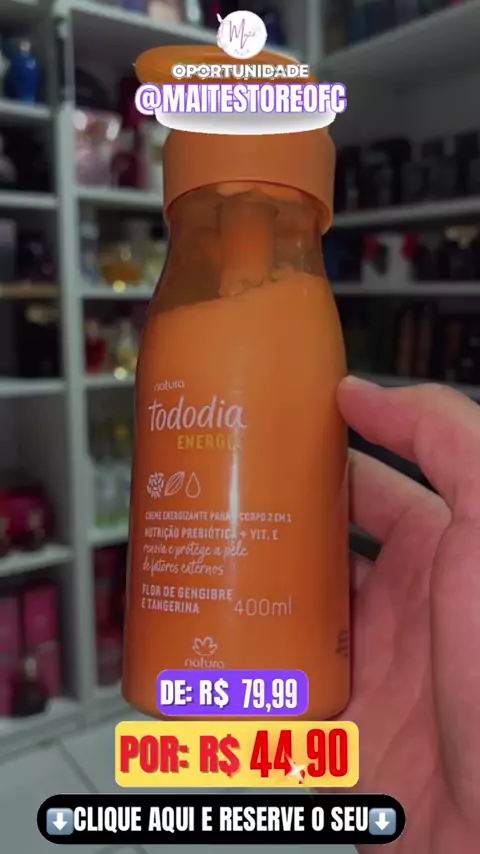 OPORTUNIDADE
@MAITESTOREOFC
natura
tododia
ENERGIA
CREME ENERGIZANTE PARA O CORPO 2 EM 1
NUTRIÇÃO PREBIÓTICA + VIT. E
renova e protege a pele
de fatores externos
FLOR DE GENGIBRE
E TANGERINA
400ml
natura
DE: R$ 79,99
POR: R$ 44,90
⬇️CLIQUE AQUI E RESERVE O SEU⬇️